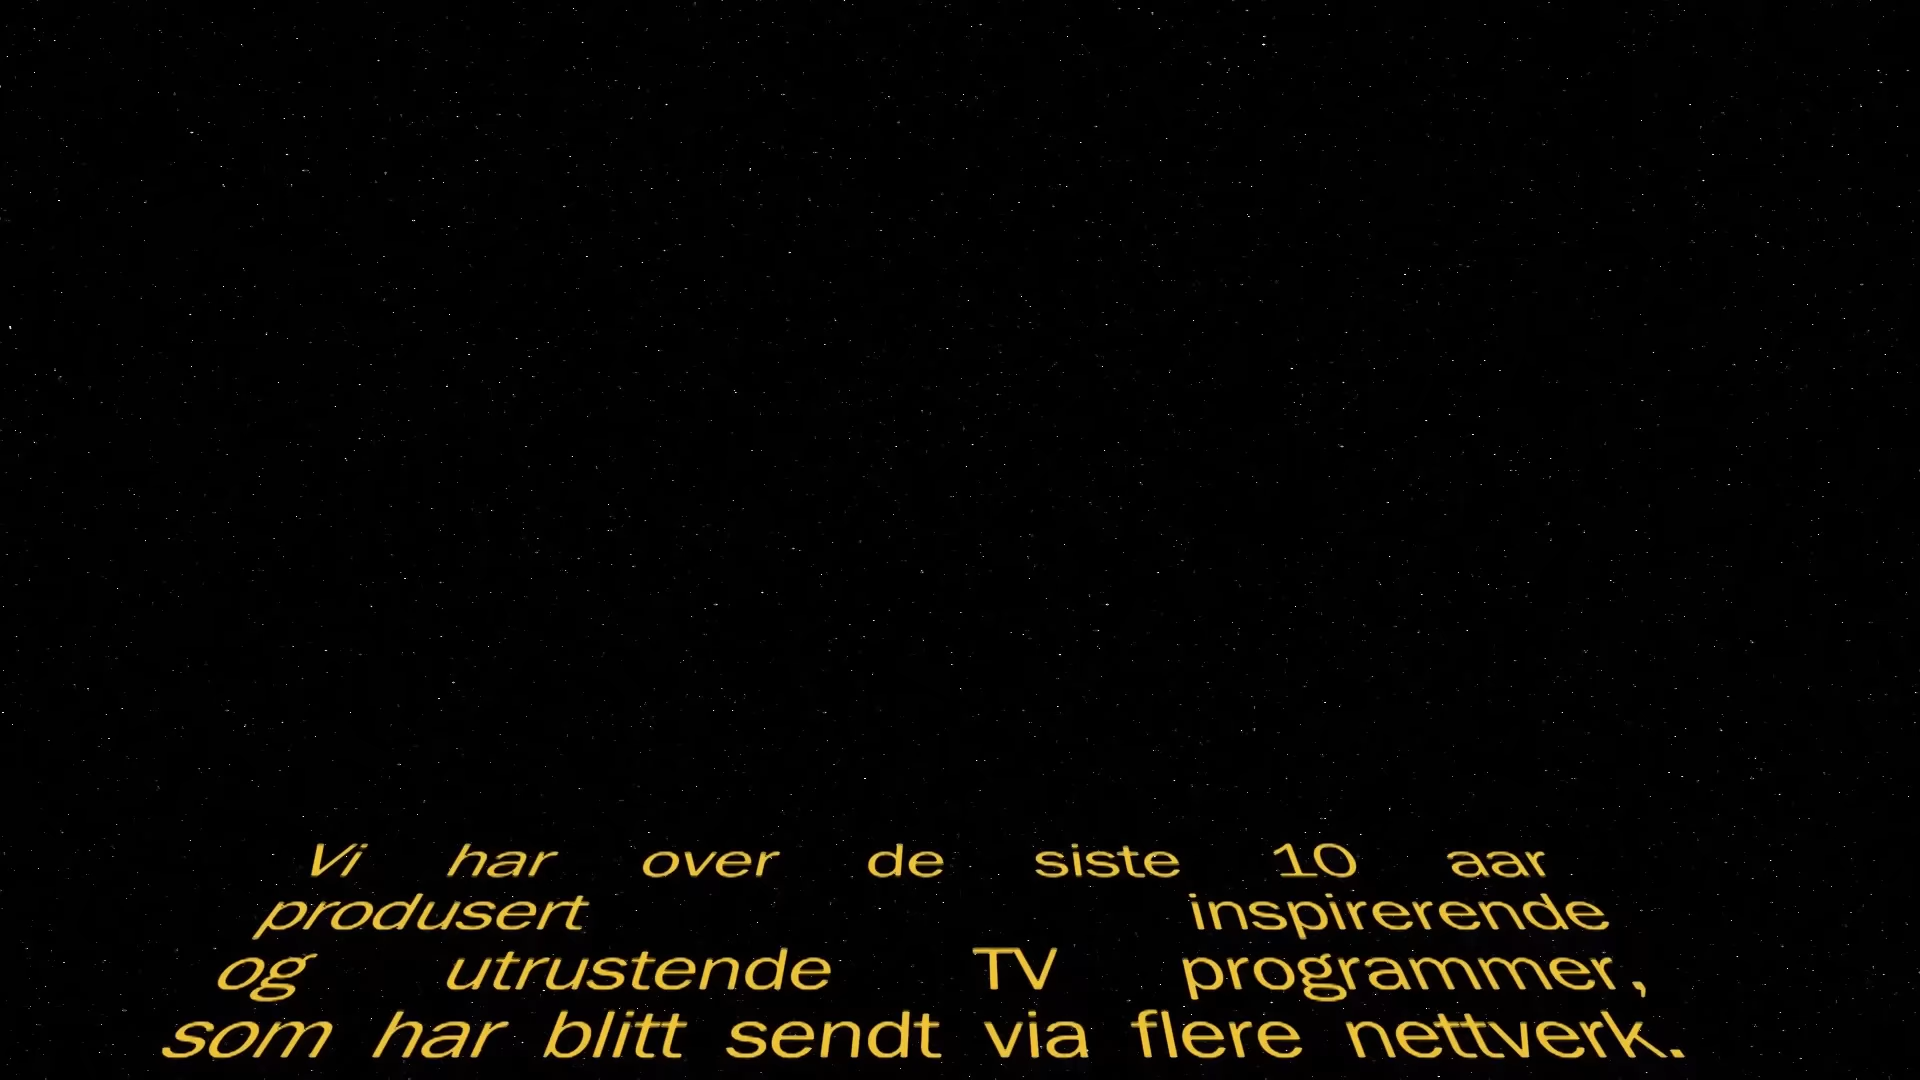 Vi har over de siste 10 aar
produsert inspirerende
og utrustende TV programmer,
som har blitt sendt via flere nettverk.